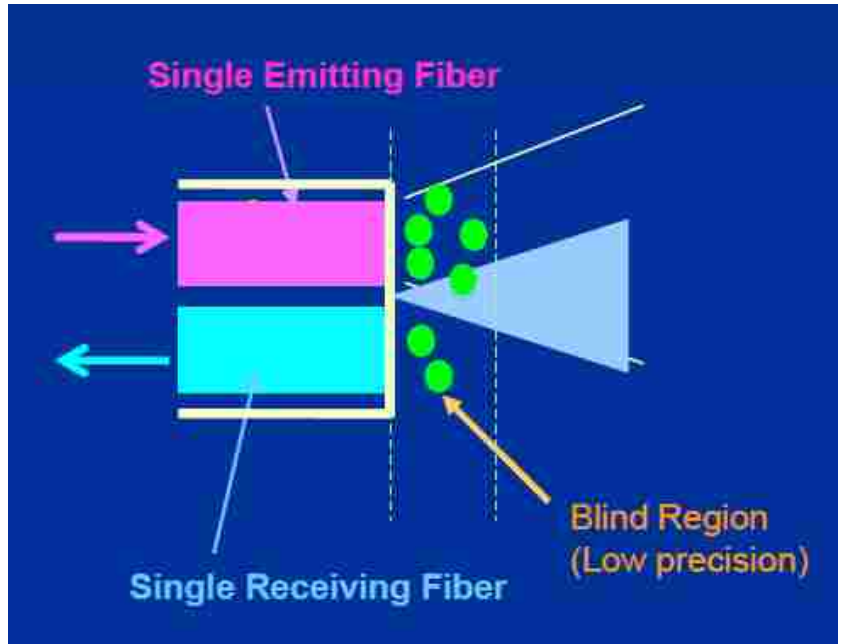 Single Emitting Fiber
Blind Region
(Low precision)
Single Receiving Fiber